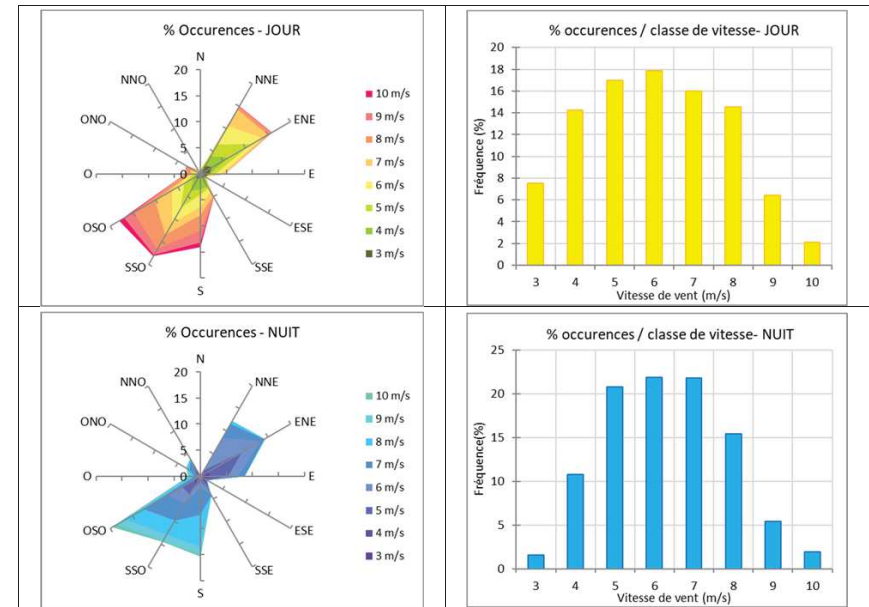 % Occurences - JOUR
N
NNE
ENE
E
ESE
SSE
S
SSO
OSO
O
ONO
NNO
20
15
10
5
0
10 m/s
9 m/s
8 m/s
7 m/s
6 m/s
5 m/s
4 m/s
3 m/s
% occurences / classe de vitesse- JOUR
Fréquence (%)
20
18
16
14
12
10
8
6
4
2
0
3 4 5 6 7 8 9 10
Vitesse de vent (m/s)
% Occurences - NUIT
N
NNE
ENE
E
ESE
SSE
S
SSO
OSO
O
ONO
NNO
20
15
10
5
0
10 m/s
9 m/s
8 m/s
7 m/s
6 m/s
5 m/s
4 m/s
3 m/s
% occurences / classe de vitesse- NUIT
Fréquence(%)
25
20
15
10
5
0
3 4 5 6 7 8 9 10
Vitesse de vent (m/s)